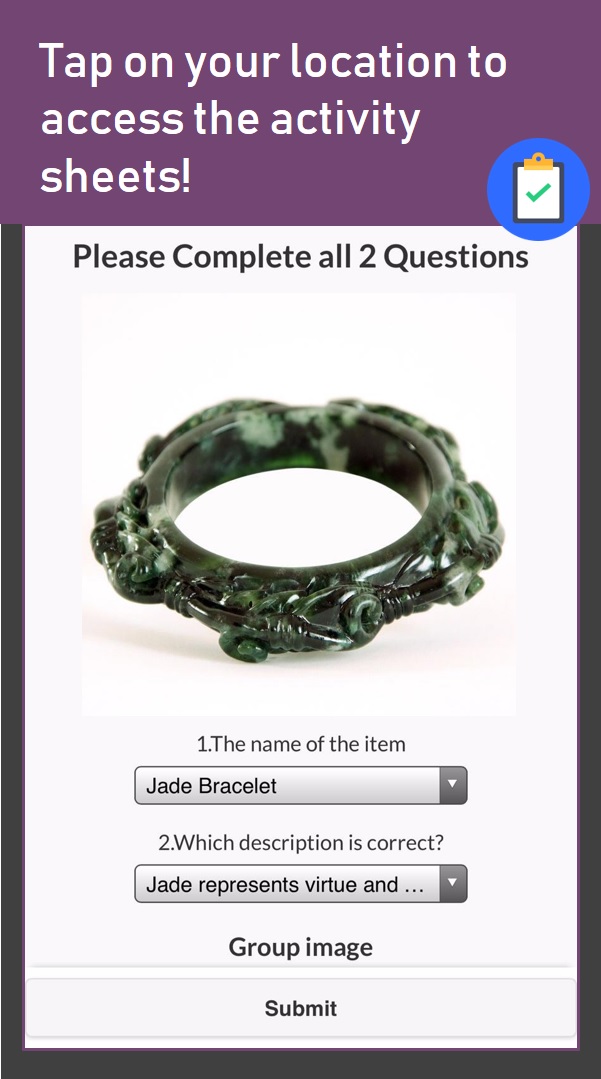 Tap on your location to
access the activity
sheets!
Please Complete all 2 Questions
1.The name of the item
Jade Bracelet
2.Which description is correct?
Jade represents virtue and ...
Group image
Submit